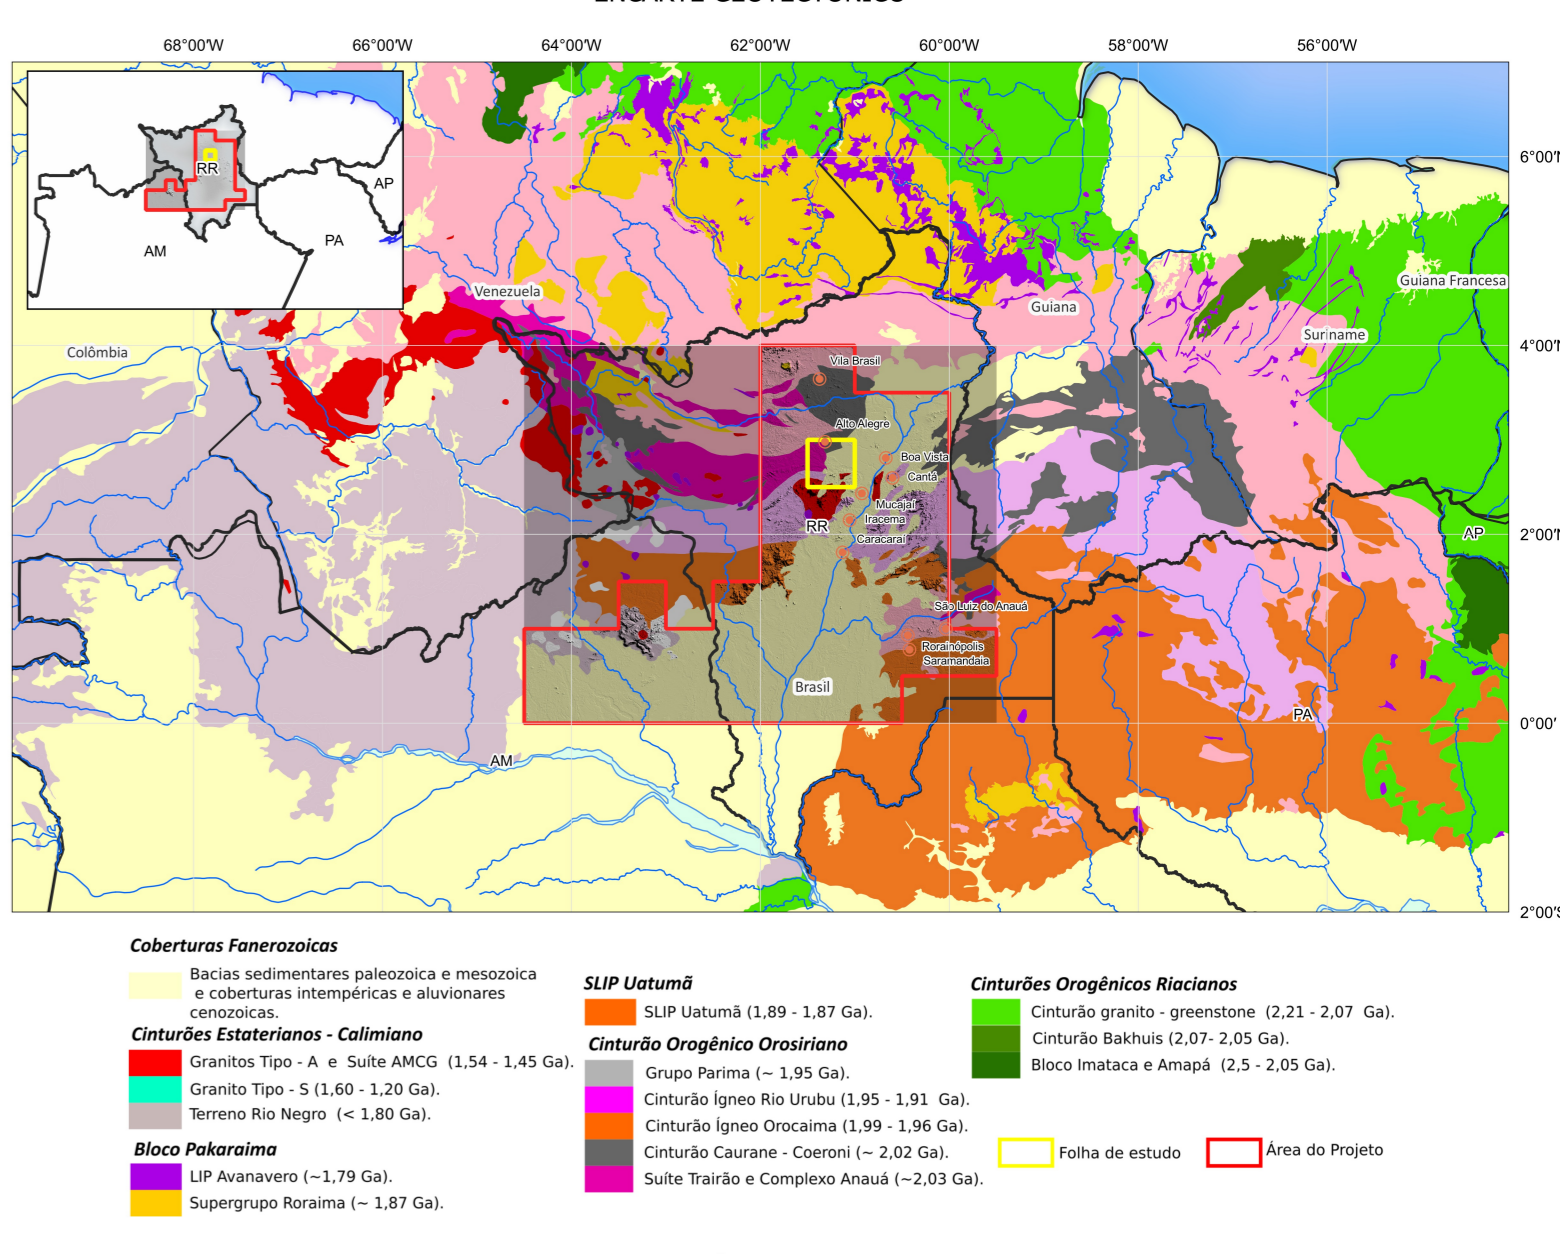 ENCARTE GEOTECTÔNICO
68°00'W 66°00'W 64°00'W 62°00'W 60°00'W 58°00'W 56°00'W
RR
AP
AM
PA
6°00'N
Venezuela
Guiana
Guiana Francesa
Suriname
Colômbia
4°00'N
Vila Brasil
Alto Alegre
Boa Vista
Cantá
Mucajaí
Iracema
RR
Caracaraí
2°00'N
AP
São Luiz do Anauá
Rorainópolis
Saramandaia
Brasil
PA
0°00'
AM
2°00'S
Coberturas Fanerozoicas
Bacias sedimentares paleozoica e mesozoica
e coberturas intempéricas e aluvionares
cenozoicas.
Cinturões Estaterianos - Calimiano
Granitos Tipo - A e Suíte AMCG (1,54 - 1,45 Ga).
Granito Tipo - S (1,60 - 1,20 Ga).
Terreno Rio Negro (< 1,80 Ga).
Bloco Pakaraima
LIP Avanavero (~1,79 Ga).
Supergrupo Roraima (~ 1,87 Ga).
SLIP Uatumã
SLIP Uatumã (1,89 - 1,87 Ga).
Cinturão Orogênico Orosiriano
Grupo Parima (~ 1,95 Ga).
Cinturão Ígneo Rio Urubu (1,95 - 1,91 Ga).
Cinturão Ígneo Orocaima (1,99 - 1,96 Ga).
Cinturão Caurane - Coeroni (~ 2,02 Ga).
Suíte Trairão e Complexo Anauá (~2,03 Ga).
Cinturões Orogênicos Riacianos
Cinturão granito - greenstone (2,21 - 2,07 Ga).
Cinturão Bakhuis (2,07- 2,05 Ga).
Bloco Imataca e Amapá (2,5 - 2,05 Ga).
Folha de estudo
Área do Projeto